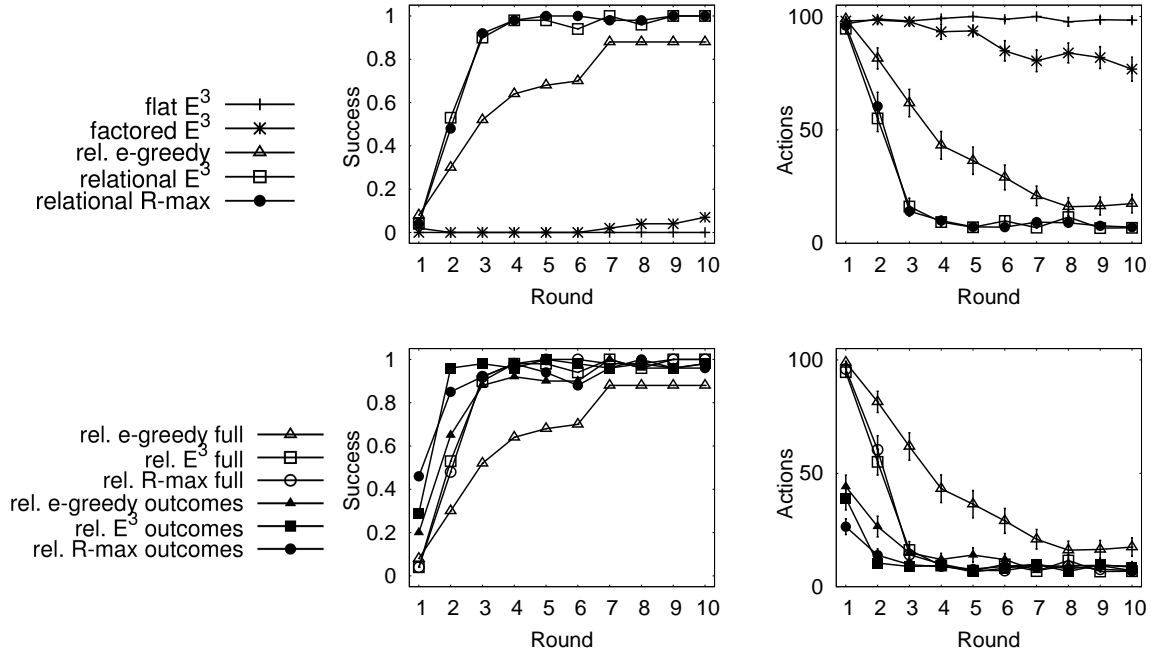 flat E³
factored E³
rel. e-greedy
relational E³
relational R-max
Success
1
0.8
0.6
0.4
0.2
0
1 2 3 4 5 6 7 8 9 10
Round
Actions
100
50
0
1 2 3 4 5 6 7 8 9 10
Round
rel. e-greedy full
rel. E³ full
rel. R-max full
rel. e-greedy outcomes
rel. E³ outcomes
rel. R-max outcomes
Success
1
0.8
0.6
0.4
0.2
0
1 2 3 4 5 6 7 8 9 10
Round
Actions
100
50
0
1 2 3 4 5 6 7 8 9 10
Round